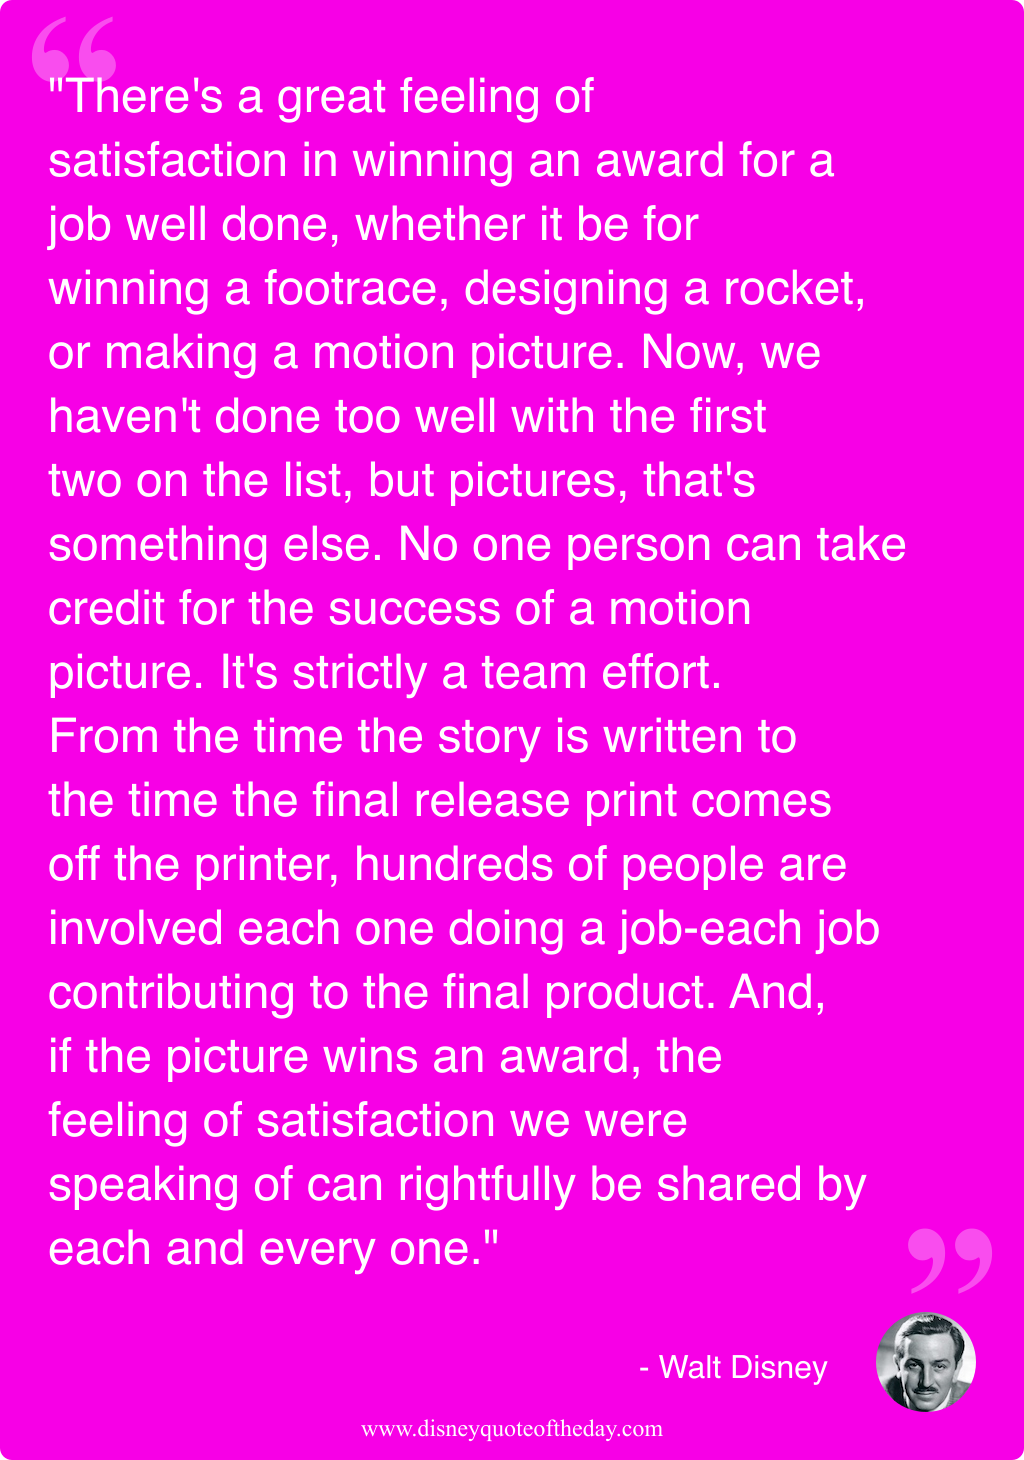 "There's a great feeling of
satisfaction in winning an award for a
job well done, whether it be for
winning a footrace, designing a rocket,
or making a motion picture. Now, we
haven't done too well with the first
two on the list, but pictures, that's
something else. No one person can take
credit for the success of a motion
picture. It's strictly a team effort.
From the time the story is written to
the time the final release print comes
off the printer, hundreds of people are
involved each one doing a job-each job
contributing to the final product. And,
if the picture wins an award, the
feeling of satisfaction we were
speaking of can rightfully be shared by
each and every one."
- Walt Disney
www.disneyquoteoftheday.com